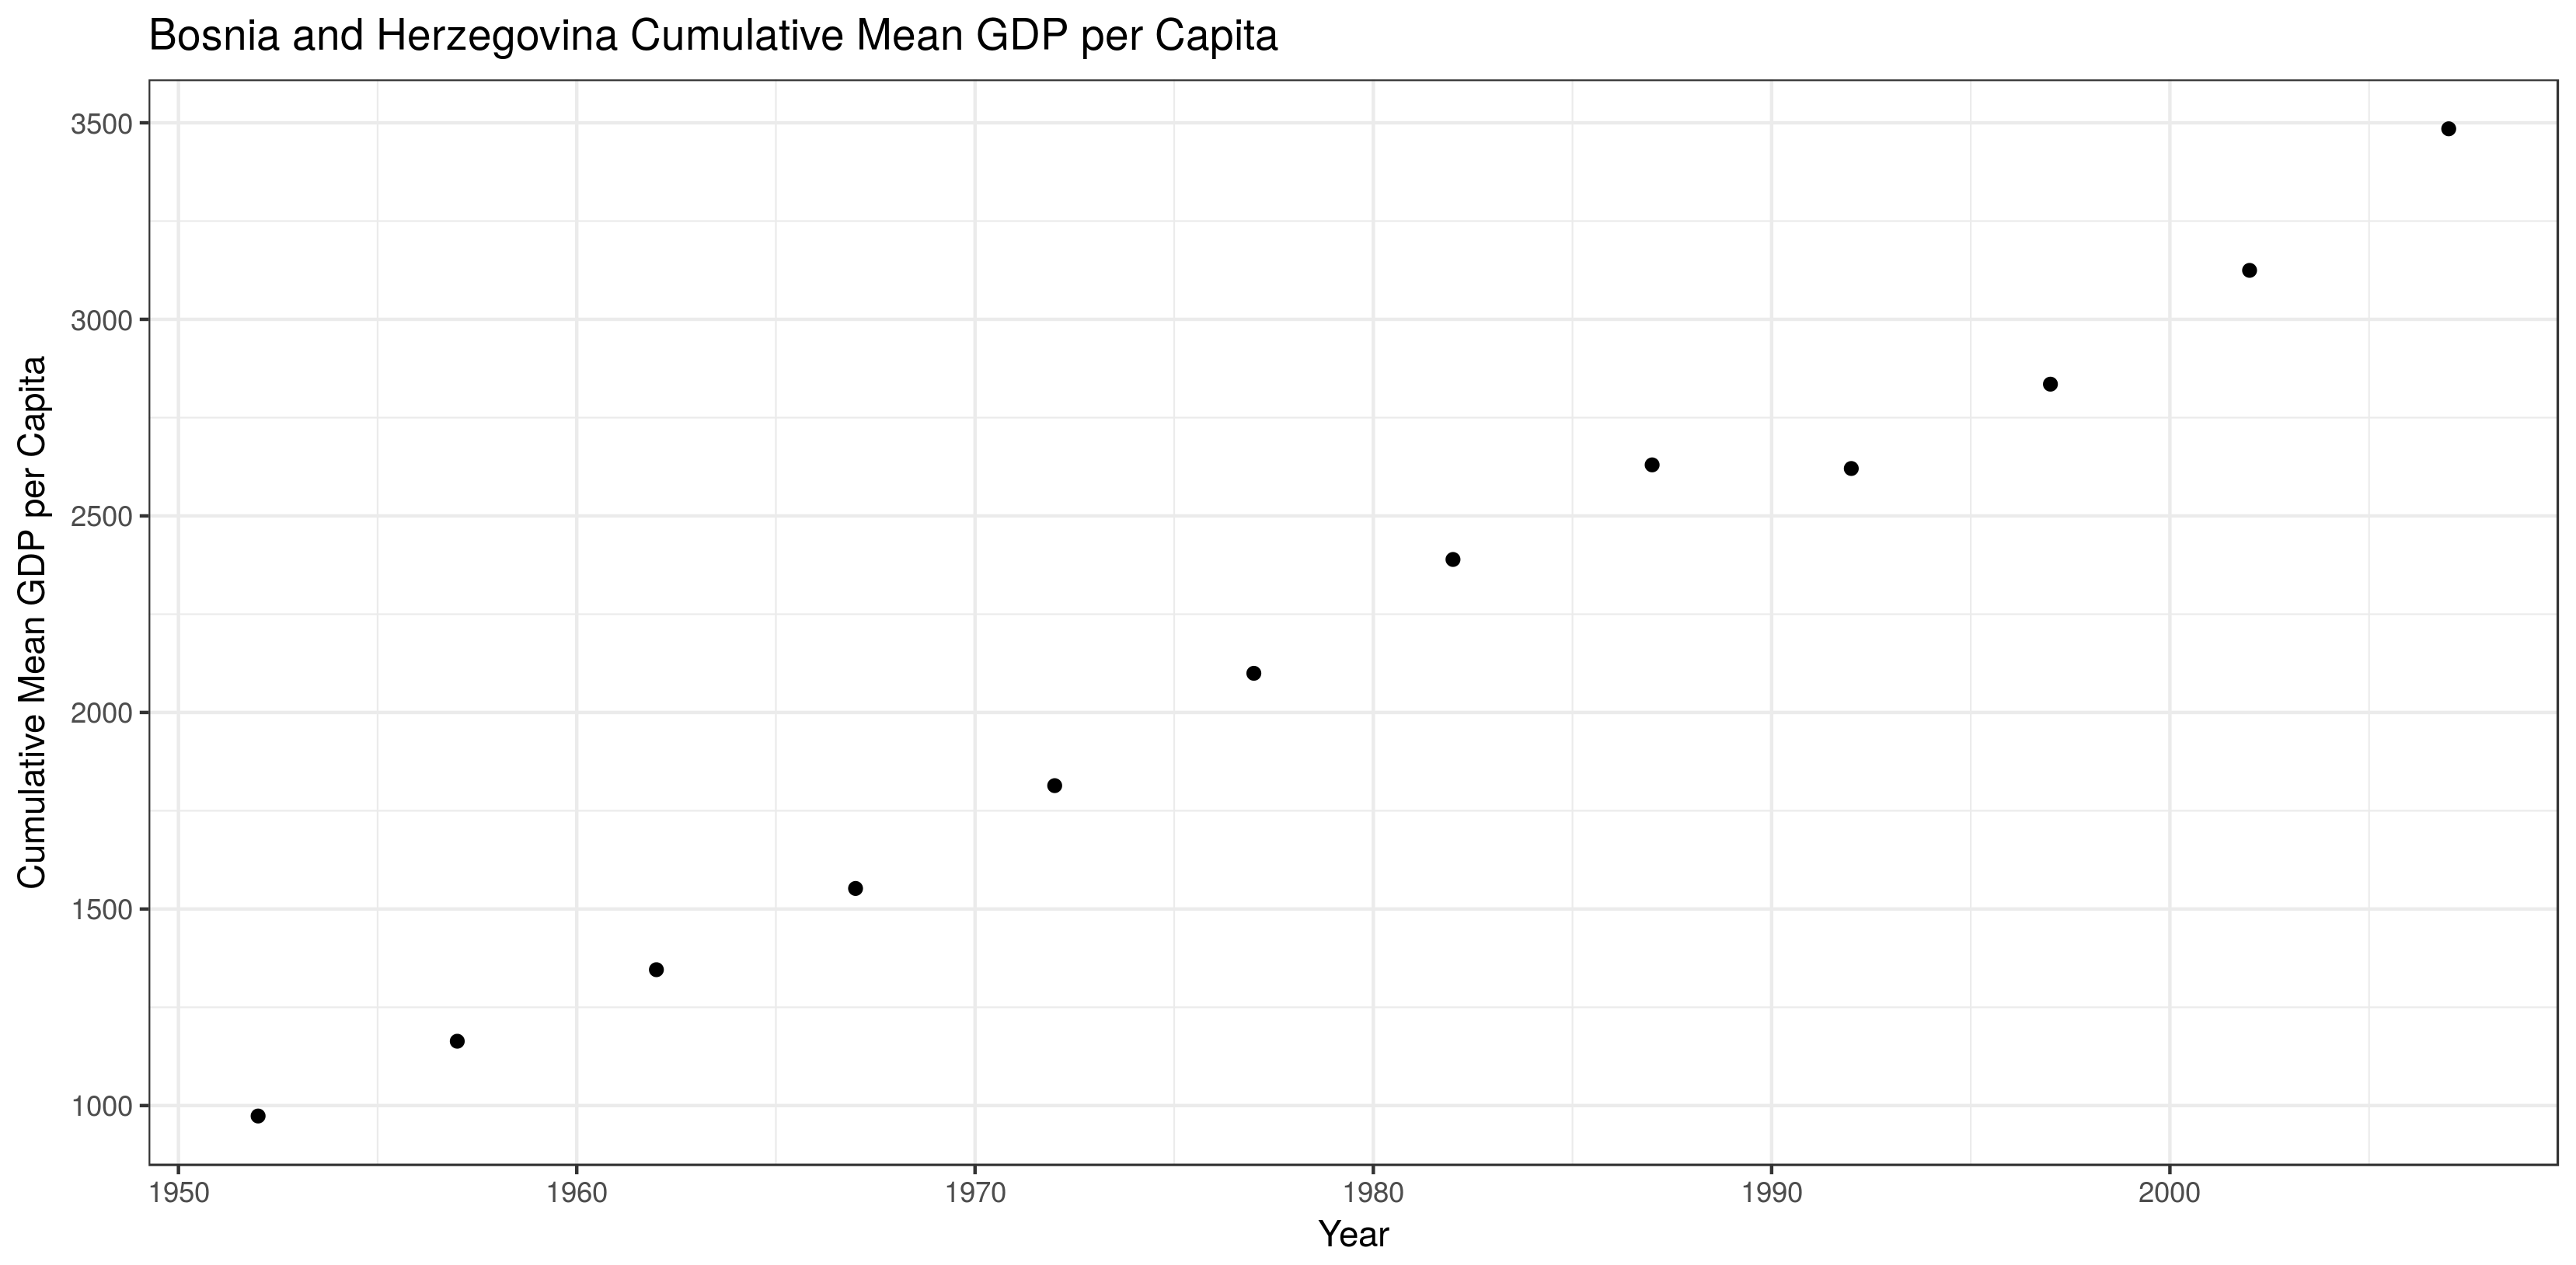 Bosnia and Herzegovina Cumulative Mean GDP per Capita
Cumulative Mean GDP per Capita
3500
3000
2500
2000
1500
1000
1950 1960 1970 1980 1990 2000
Year